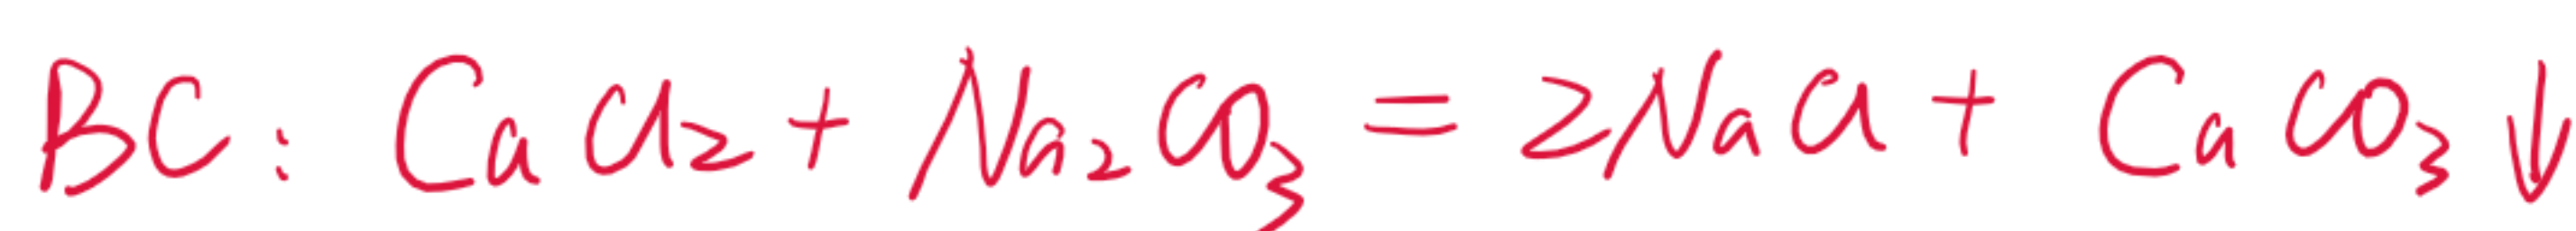 BC: CaCl₂ + Na₂CO₃ = 2NaCl + CaCO₃↓